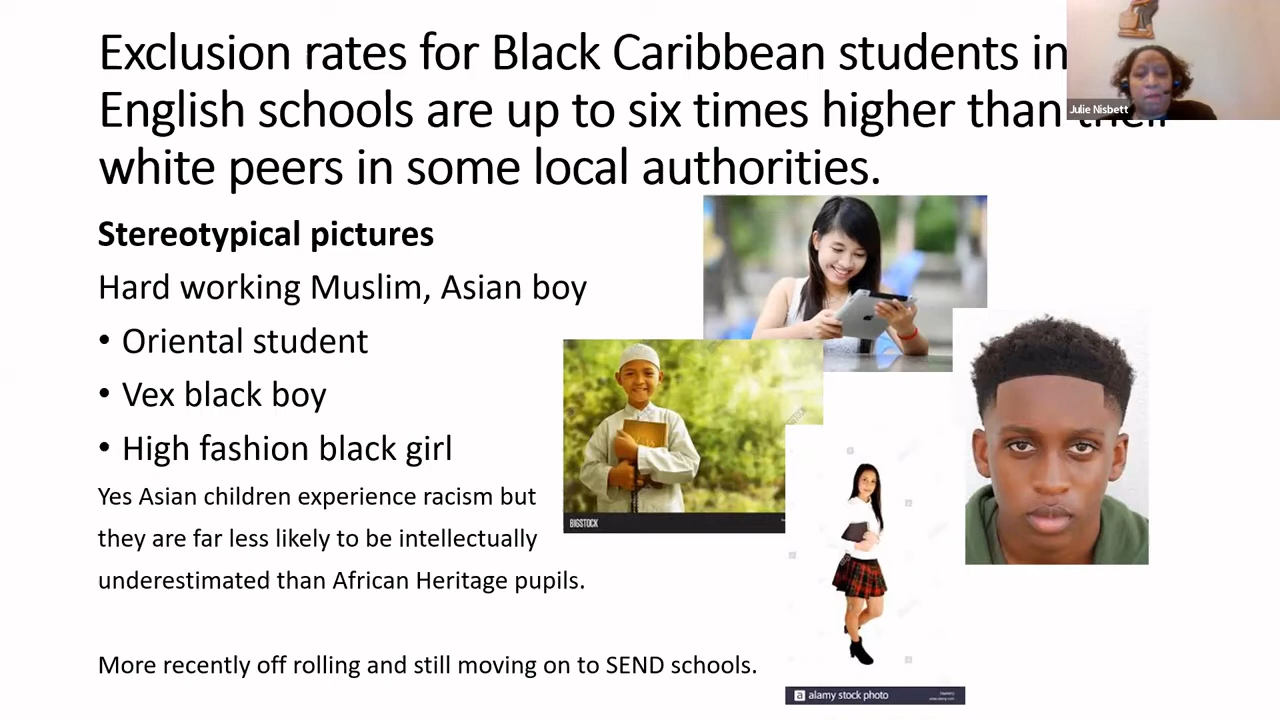 Exclusion rates for Black Caribbean students in
English schools are up to six times higher than their
white peers in some local authorities.
Julie Nisbett
Stereotypical pictures
Hard working Muslim, Asian boy
• Oriental student
• Vex black boy
• High fashion black girl
Yes Asian children experience racism but
they are far less likely to be intellectually
underestimated than African Heritage pupils.
More recently off rolling and still moving on to SEND schools.
BIGSTOCK
a alamy stock photo